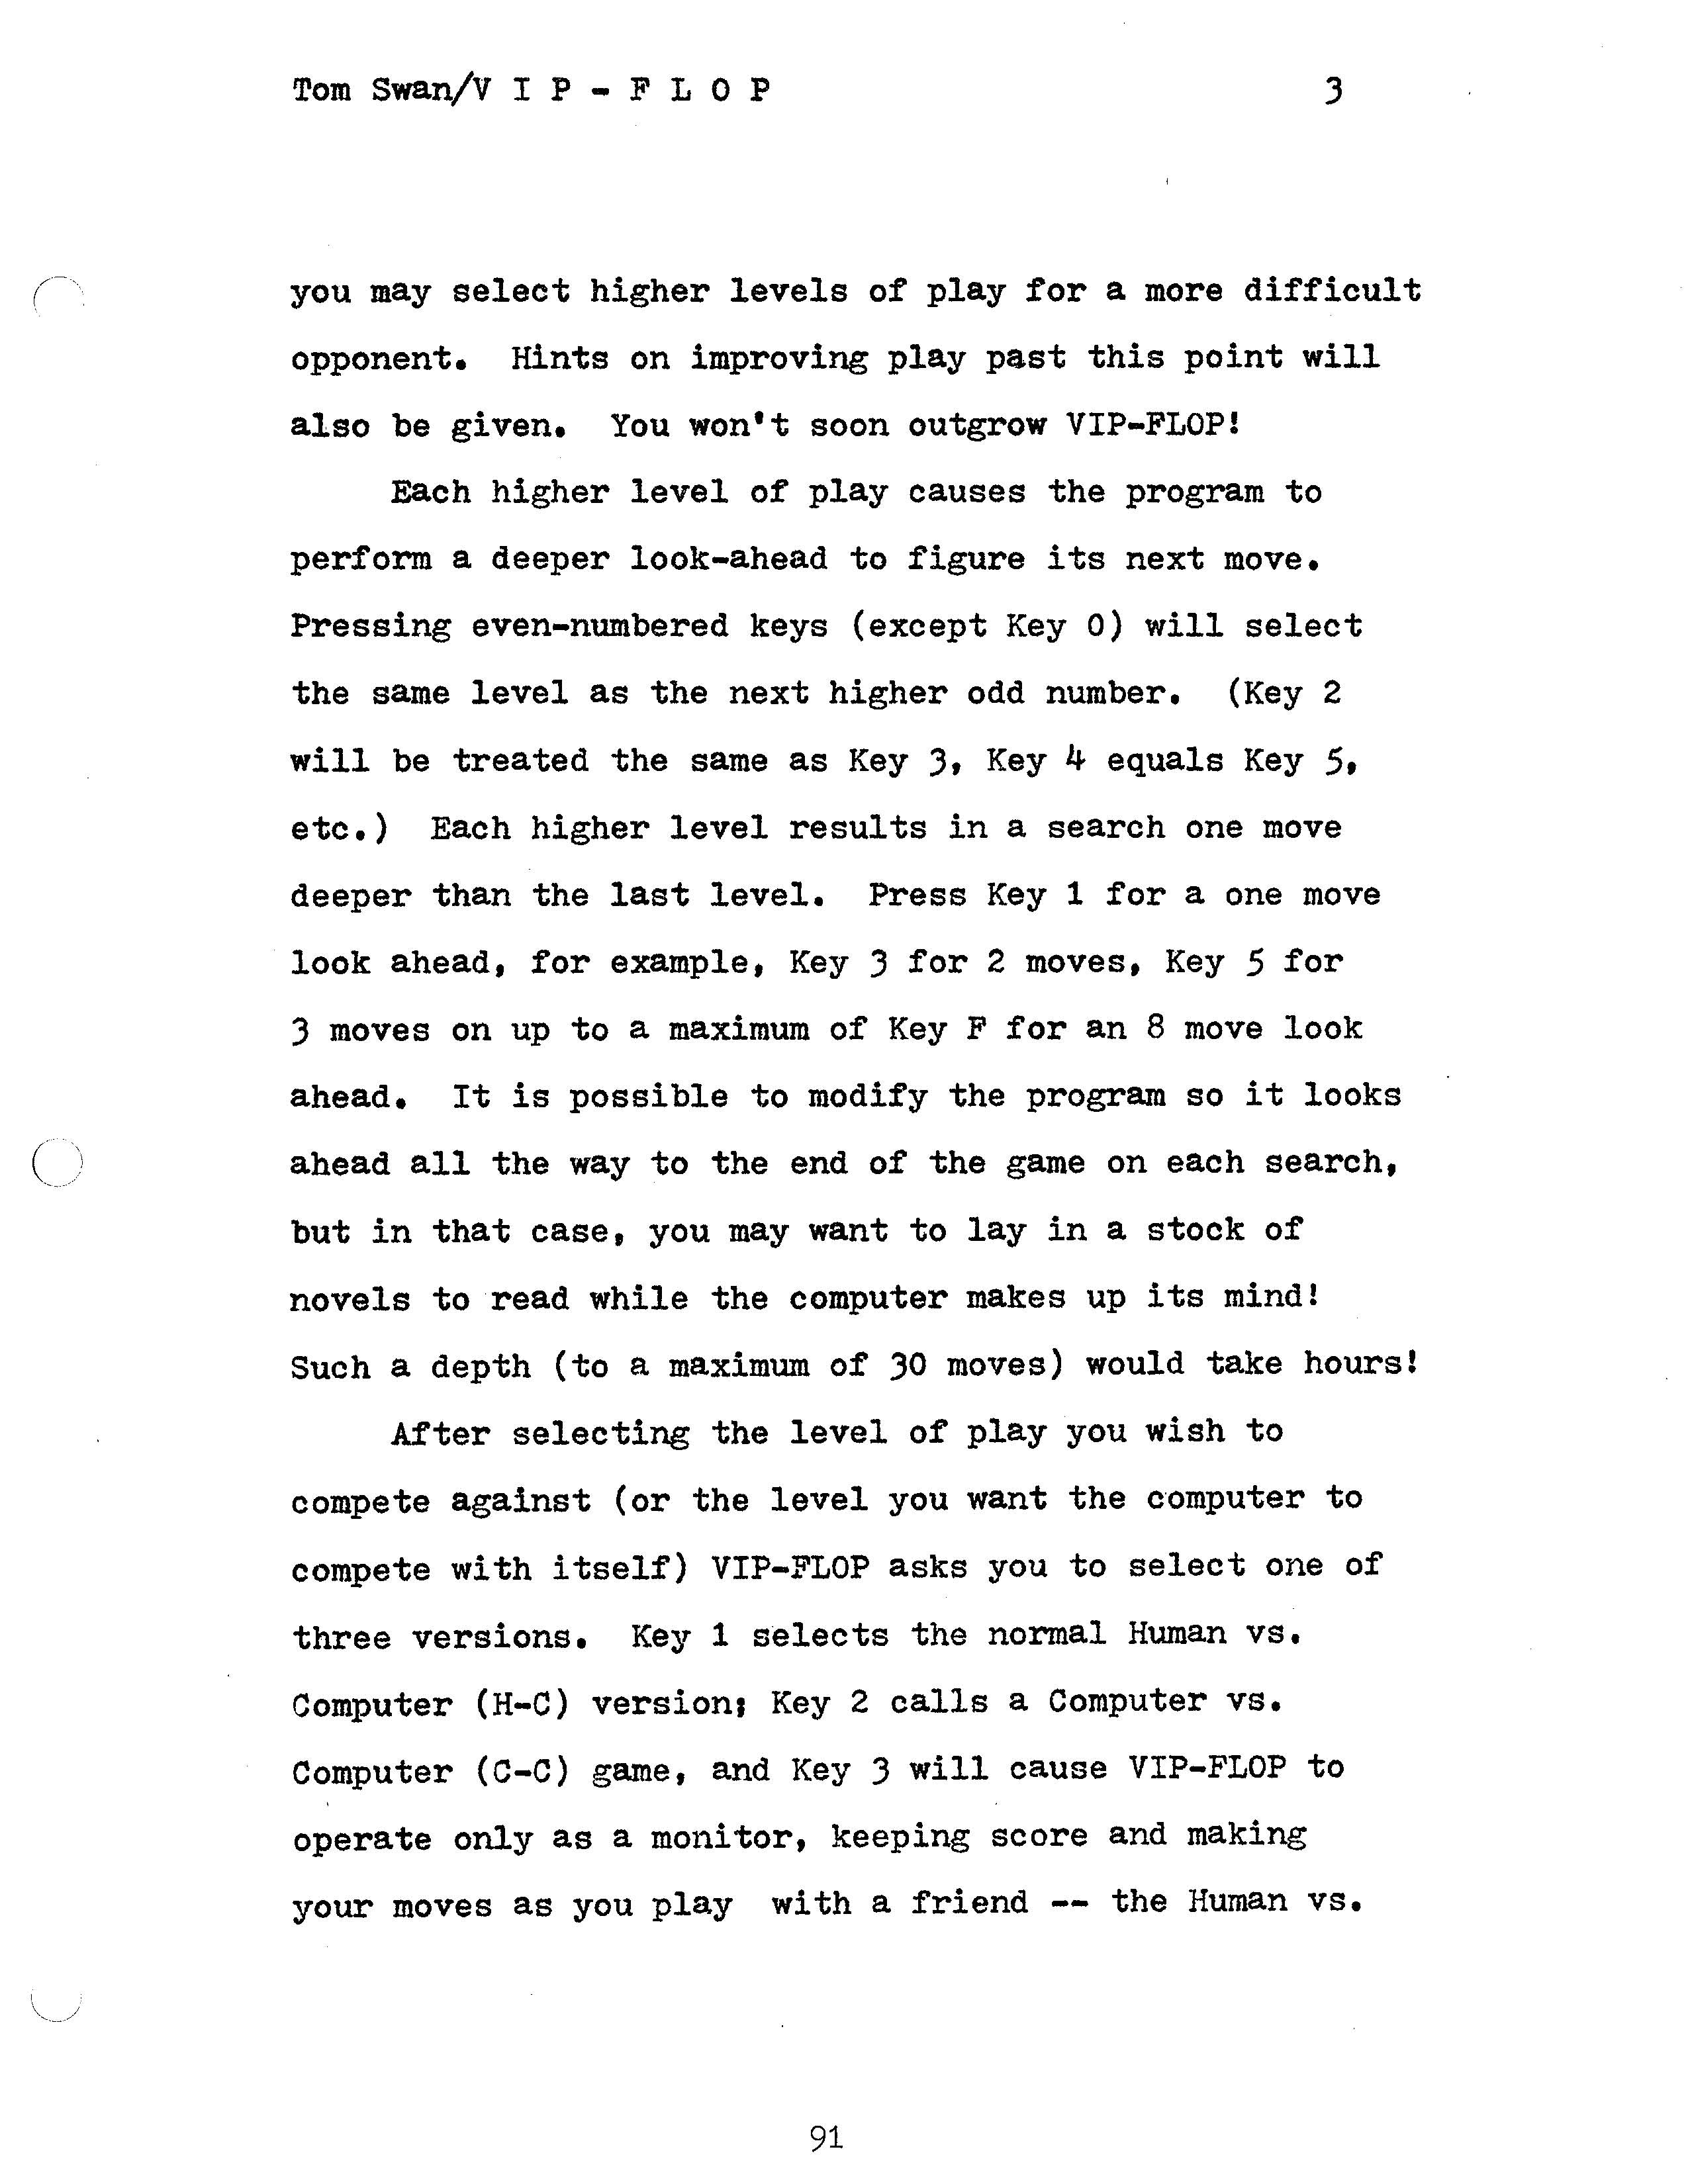 Tom Swan/V I P - F L O P 3
you may select higher levels of play for a more difficult
opponent.  Hints on improving play past this point will
also be given.  You won't soon outgrow VIP-FLOP!
Each higher level of play causes the program to
perform a deeper look-ahead to figure its next move.
Pressing even-numbered keys (except Key 0) will select
the same level as the next higher odd number.  (Key 2
will be treated the same as Key 3, Key 4 equals Key 5,
etc.)  Each higher level results in a search one move
deeper than the last level.  Press Key 1 for a one move
look ahead, for example, Key 3 for 2 moves, Key 5 for
3 moves on up to a maximum of Key F for an 8 move look
ahead.  It is possible to modify the program so it looks
ahead all the way to the end of the game on each search,
but in that case, you may want to lay in a stock of
novels to read while the computer makes up its mind!
Such a depth (to a maximum of 30 moves) would take hours!
After selecting the level of play you wish to
compete against (or the level you want the computer to
compete with itself) VIP-FLOP asks you to select one of
three versions.  Key 1 selects the normal Human vs.
Computer (H-C) version; Key 2 calls a Computer vs.
Computer (C-C) game, and Key 3 will cause VIP-FLOP to
operate only as a monitor, keeping score and making
your moves as you play  with a friend -- the Human vs.
91